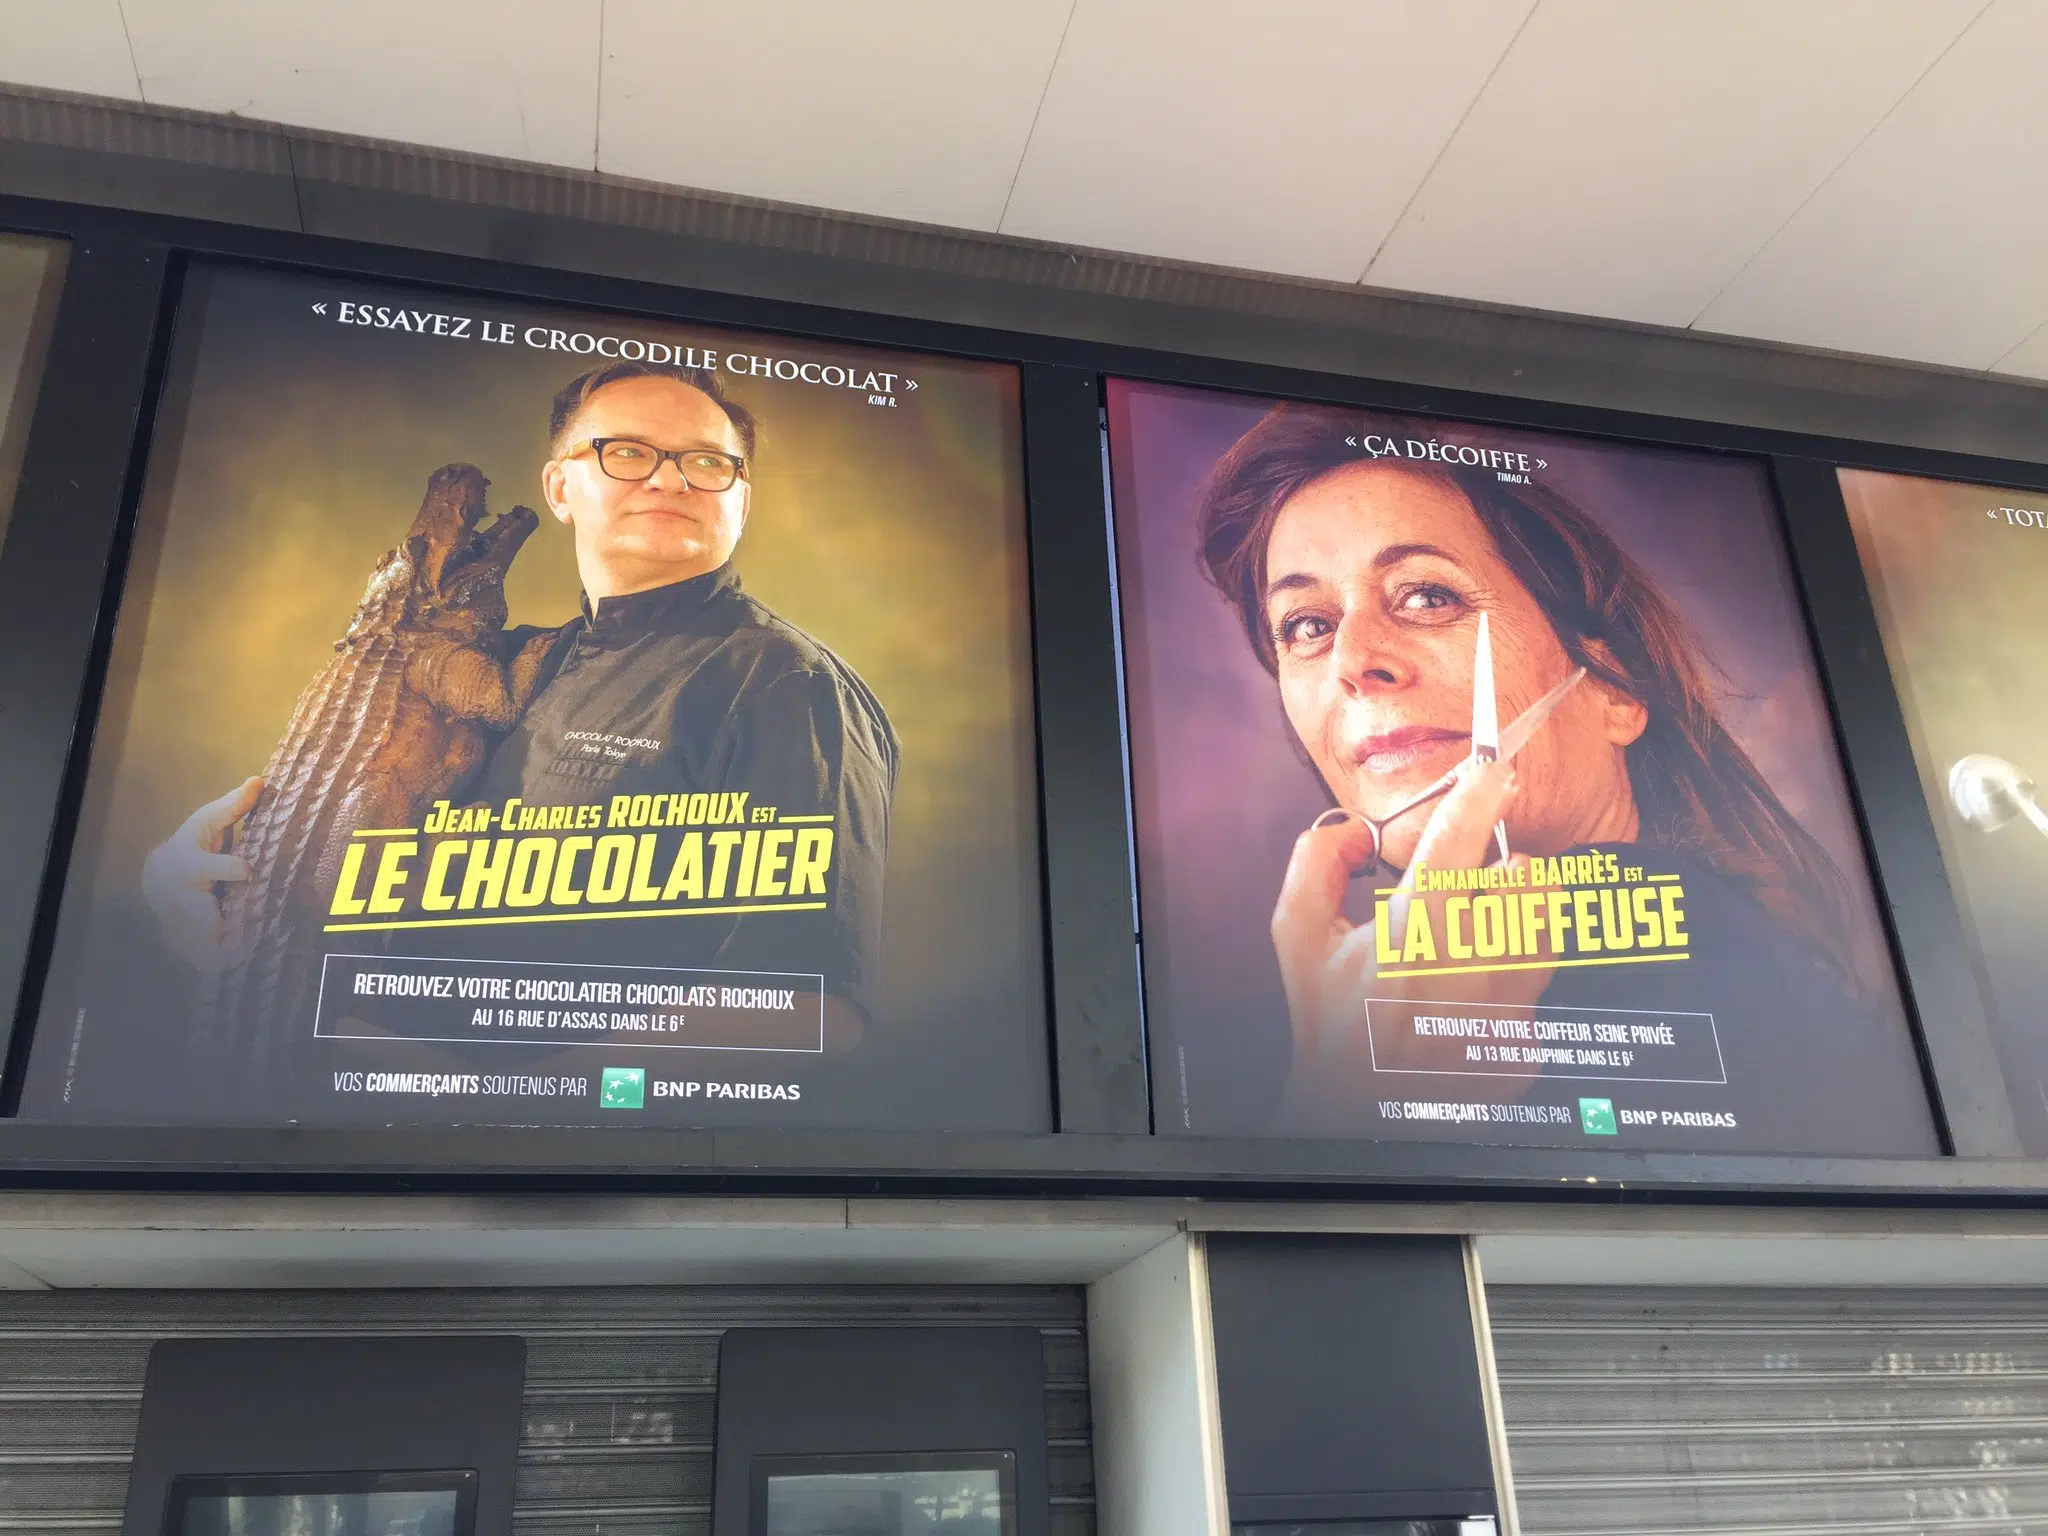 « ESSAYEZ LE CROCODILE CHOCOLAT »
KIM R.
CHOCOLAT ROCHOUX
Paris Tokyo
JEAN-CHARLES ROCHOUX EST
LE CHOCOLATIER
RETROUVEZ VOTRE CHOCOLATIER CHOCOLATS ROCHOUX
AU 16 RUE D'ASSAS DANS LE 6E
VOS COMMERÇANTS SOUTENUS PAR BNP PARIBAS
« ÇA DÉCOIFFE »
TIMAO A.
EMMANUELLE BARRÈS EST
LA COIFFEUSE
RETROUVEZ VOTRE COIFFEUR SEINE PRIVÉE
AU 13 RUE DAUPHINE DANS LE 6E
VOS COMMERÇANTS SOUTENUS PAR BNP PARIBAS